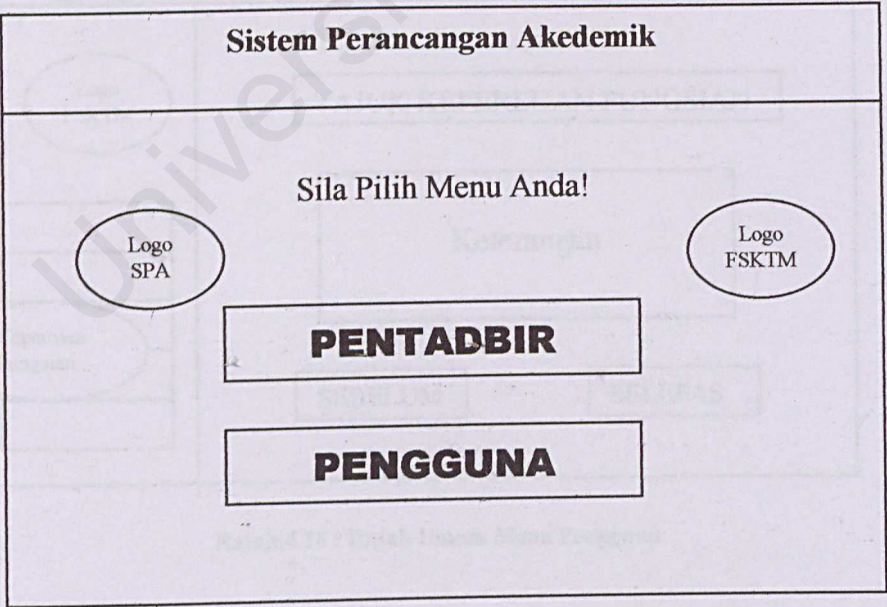 Sistem Perancangan Akedemik
Sila Pilih Menu Anda!
Logo
SPA
Logo
FSKTM
PENTADBIR
PENGGUNA